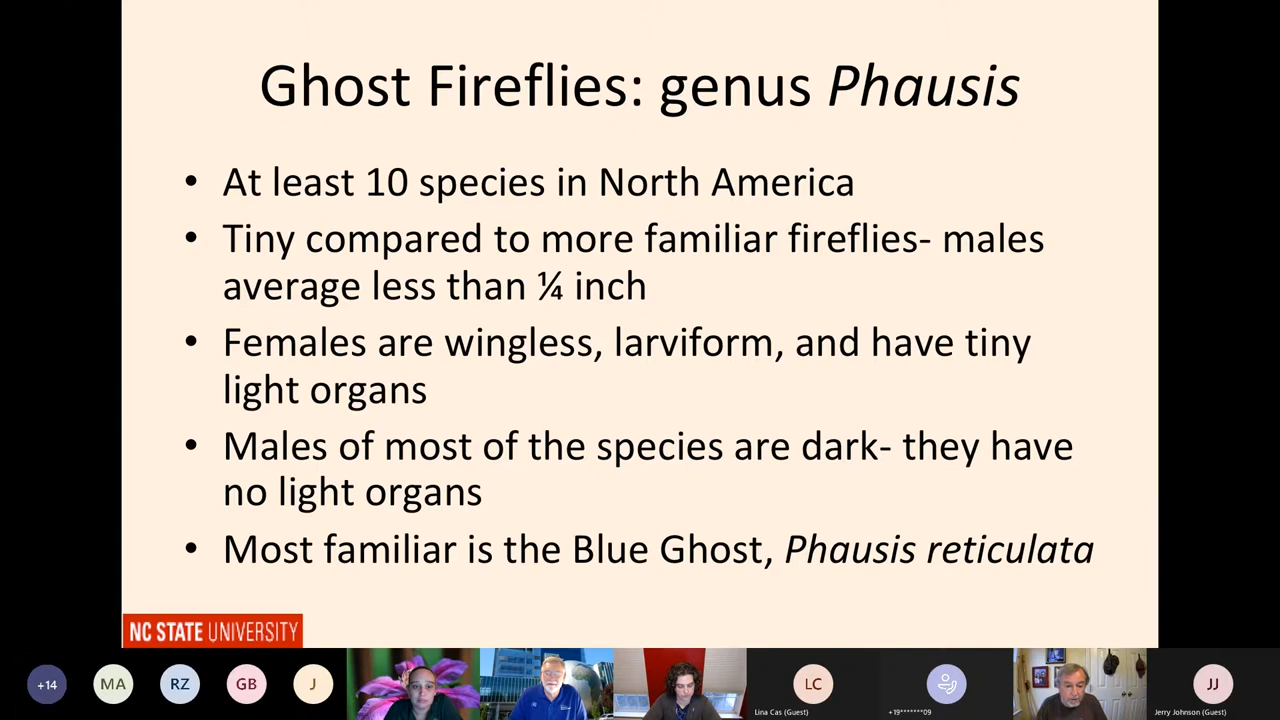 Ghost Fireflies: genus Phausis
• At least 10 species in North America
• Tiny compared to more familiar fireflies- males
average less than ¼ inch
• Females are wingless, larviform, and have tiny
light organs
• Males of most of the species are dark- they have
no light organs
• Most familiar is the Blue Ghost, Phausis reticulata
NC STATE UNIVERSITY
+14
MA
RZ
GB
J
LC
JJ
Lina Cas (Guest)
+19*******09
Jerry Johnson (Guest)